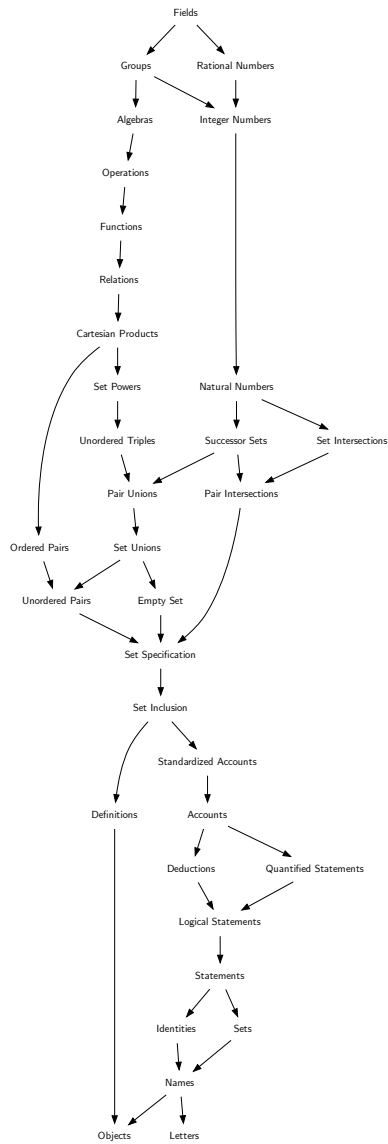 Fields
Groups
Rational Numbers
Algebras
Integer Numbers
Operations
Functions
Relations
Cartesian Products
Set Powers
Natural Numbers
Unordered Triples
Successor Sets
Set Intersections
Pair Unions
Pair Intersections
Ordered Pairs
Set Unions
Unordered Pairs
Empty Set
Set Specification
Set Inclusion
Standardized Accounts
Definitions
Accounts
Deductions
Quantified Statements
Logical Statements
Statements
Identities
Sets
Names
Objects
Letters